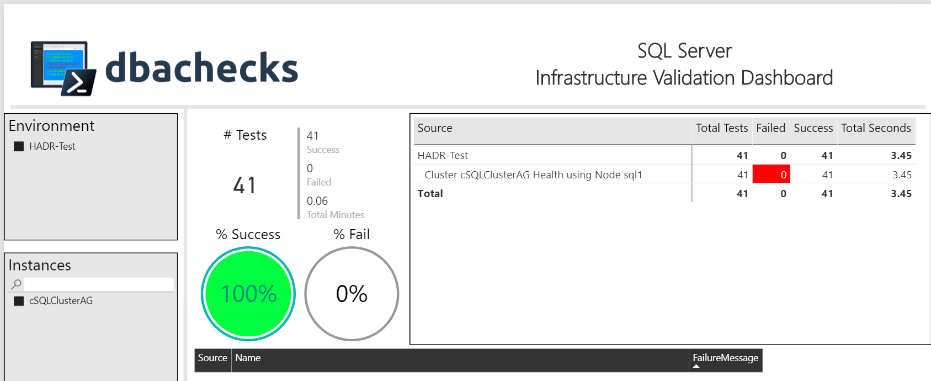 dbachecks
SQL Server
Infrastructure Validation Dashboard
Environment
HADR-Test
Instances
cSQLClusterAG
# Tests
41
41
Success
0
Failed
0.06
Total Minutes
% Success % Fail
100% 0%
Source Total Tests Failed Success Total Seconds
HADR-Test 41 0 41 3.45
Cluster cSQLClusterAG Health using Node sql1 41 0 41 3.45
Total 41 0 41 3.45
Source Name FailureMessage